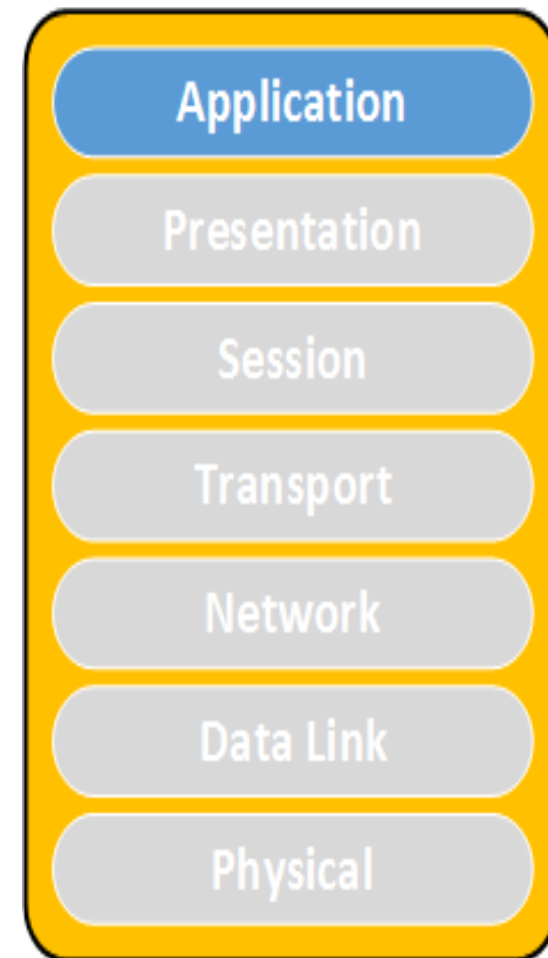 Application
Presentation
Session
Transport
Network
Data Link
Physical